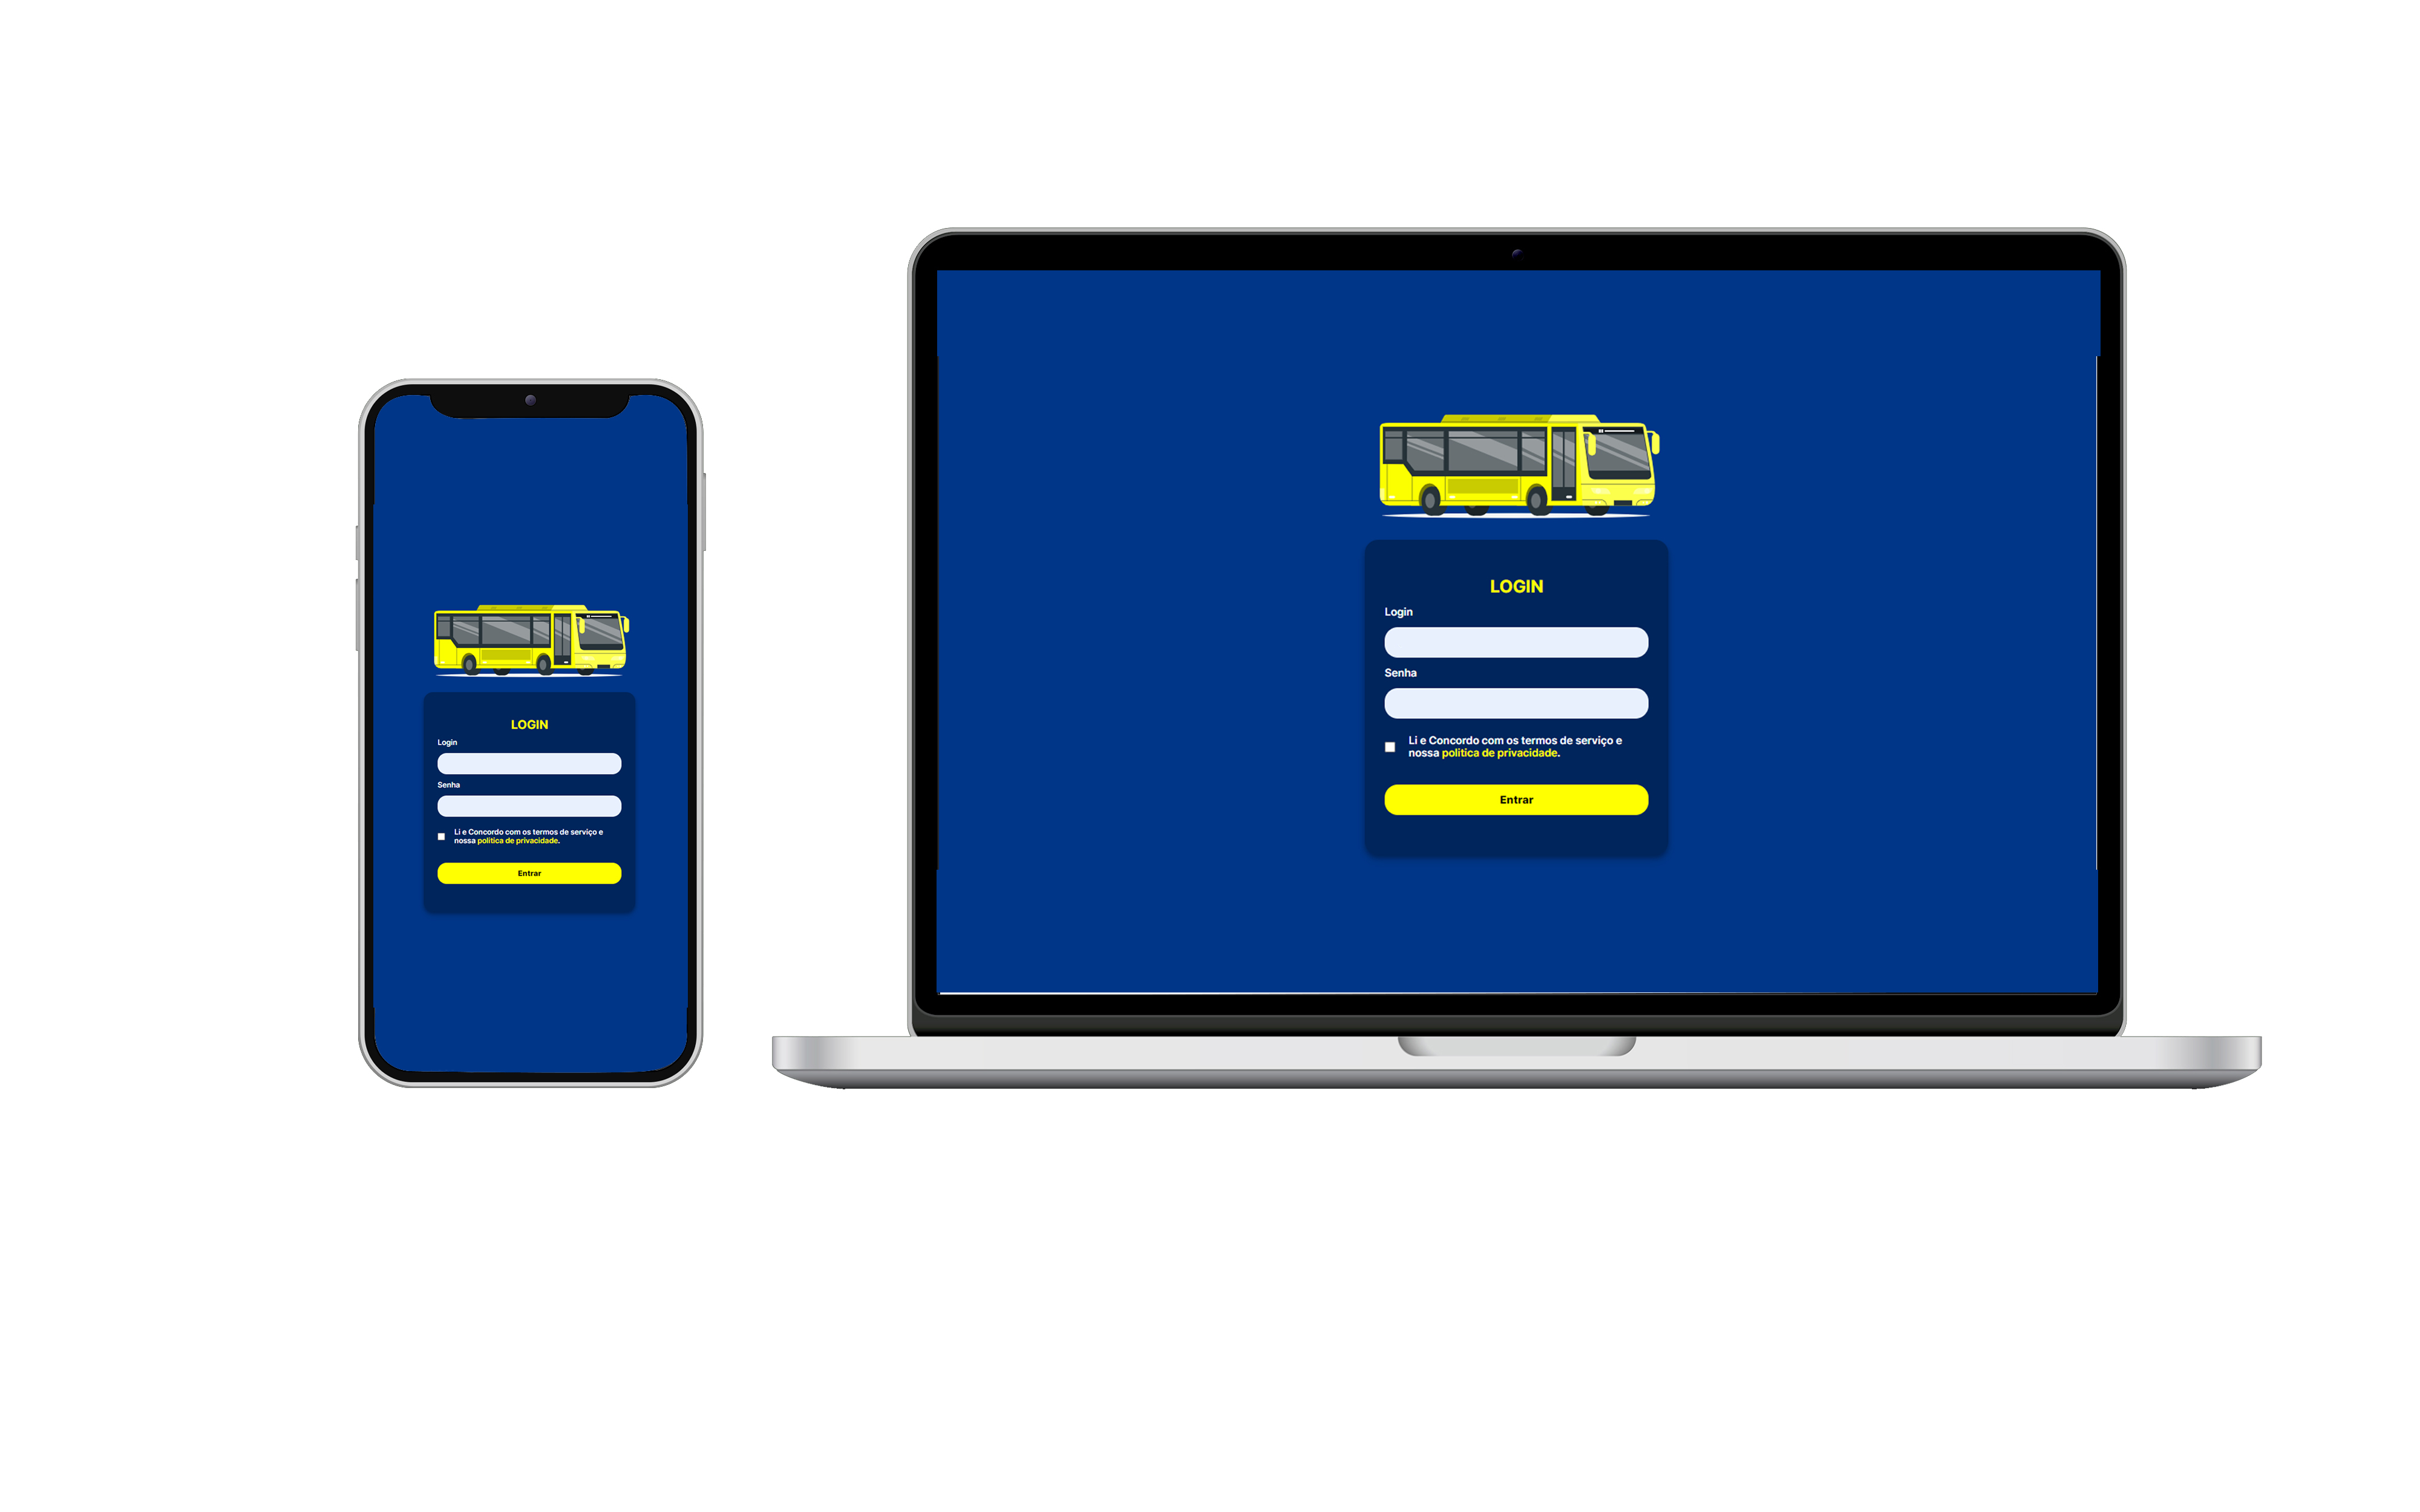 LOGIN
Login
Senha
Li e Concordo com os termos de serviço e
nossa politica de privacidade.
Entrar
LOGIN
Login
Senha
Li e Concordo com os termos de serviço e
nossa politica de privacidade.
Entrar